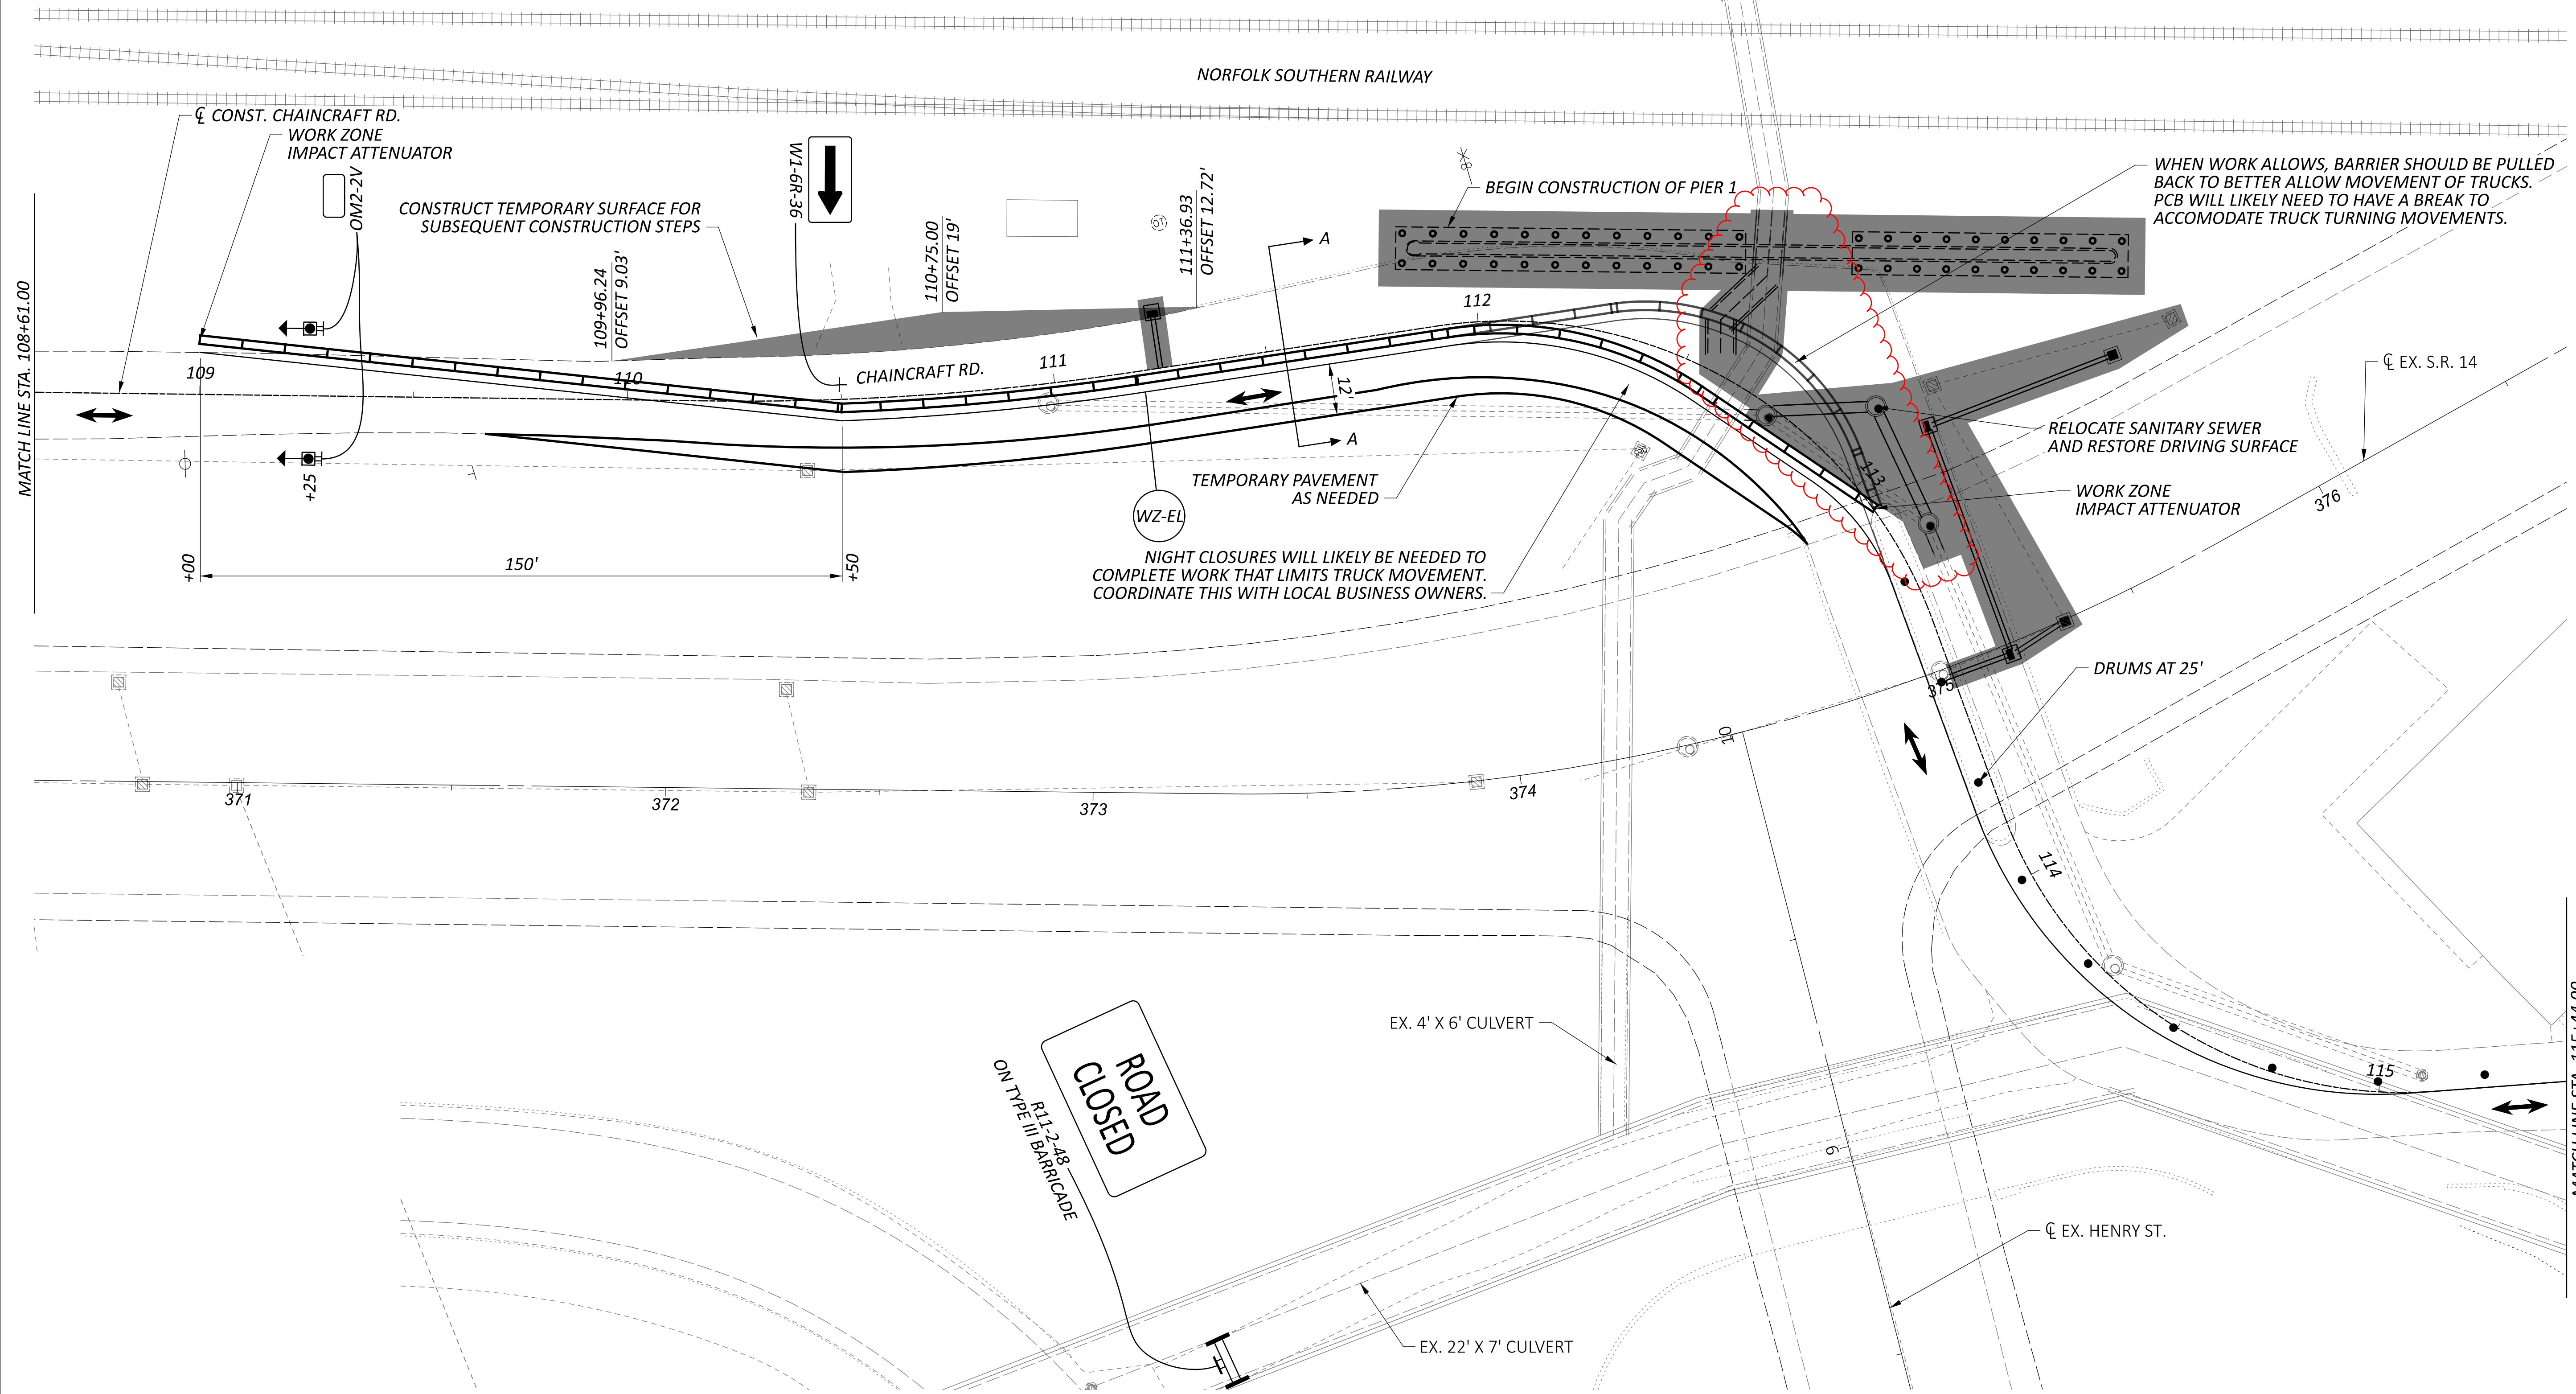 NORFOLK SOUTHERN RAILWAY
℄ CONST. CHAINCRAFT RD.
WORK ZONE
IMPACT ATTENUATOR
OM2-2V
W1-6R-36
CONSTRUCT TEMPORARY SURFACE FOR
SUBSEQUENT CONSTRUCTION STEPS
109+96.24
OFFSET 9.03'
110+75.00
OFFSET 19'
111+36.93
OFFSET 12.72'
A
BEGIN CONSTRUCTION OF PIER 1
WHEN WORK ALLOWS, BARRIER SHOULD BE PULLED
BACK TO BETTER ALLOW MOVEMENT OF TRUCKS.
PCB WILL LIKELY NEED TO HAVE A BREAK TO
ACCOMODATE TRUCK TURNING MOVEMENTS.
MATCH LINE STA. 108+61.00
109
110
CHAINCRAFT RD.
111
112
12'
A
℄ EX. S.R. 14
RELOCATE SANITARY SEWER
AND RESTORE DRIVING SURFACE
113
WORK ZONE
IMPACT ATTENUATOR
376
+25
TEMPORARY PAVEMENT
AS NEEDED
WZ-EL
+00
150'
+50
NIGHT CLOSURES WILL LIKELY BE NEEDED TO
COMPLETE WORK THAT LIMITS TRUCK MOVEMENT.
COORDINATE THIS WITH LOCAL BUSINESS OWNERS.
DRUMS AT 25'
375
10
371
372
373
374
114
EX. 4' X 6' CULVERT
ROAD
CLOSED
R11-2-48
ON TYPE III BARRICADE
115
MATCH LINE STA. 115+44.00
9
℄ EX. HENRY ST.
EX. 22' X 7' CULVERT